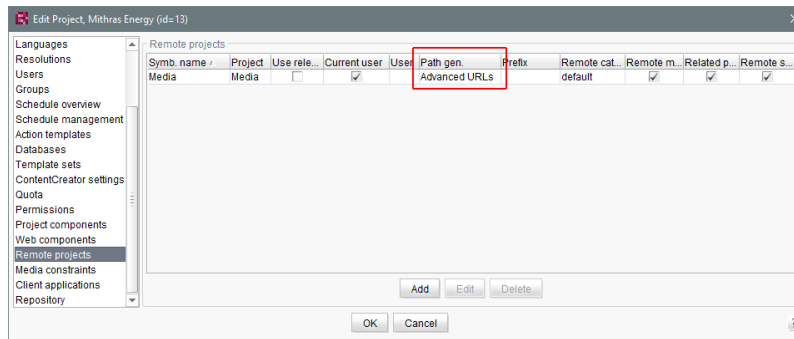 Edit Project, Mithras Energy (id=13)
Languages
Resolutions
Users
Groups
Schedule overview
Schedule management
Action templates
Databases
Template sets
ContentCreator settings
Quota
Permissions
Project components
Web components
Remote projects
Media constraints
Client applications
Repository
Remote projects
Symb. name Project Use rele... Current user User Path gen. Prefix Remote cat... Remote m... Related p... Remote s...
Media Media Advanced URLs default
Add Edit Delete
OK Cancel